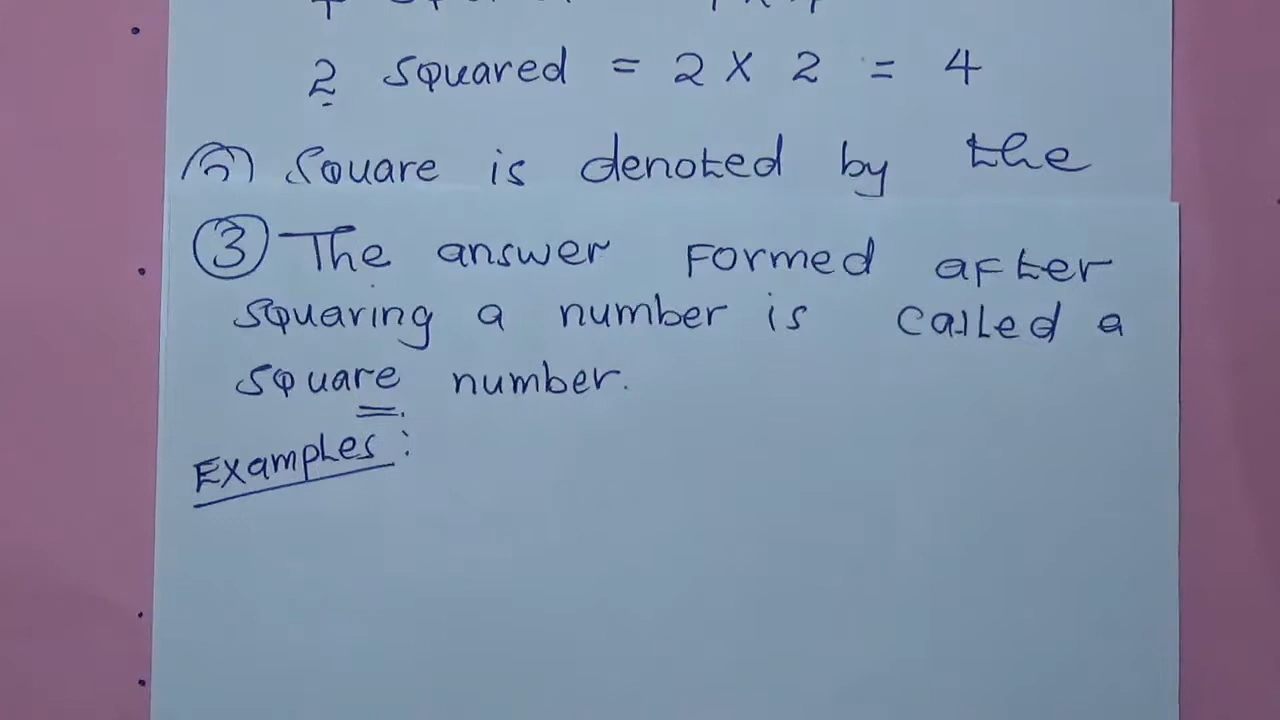 2 squared = 2 x 2 = 4
Square is denoted by the
③ The answer formed after
squaring a number is called a
square number.
Examples: